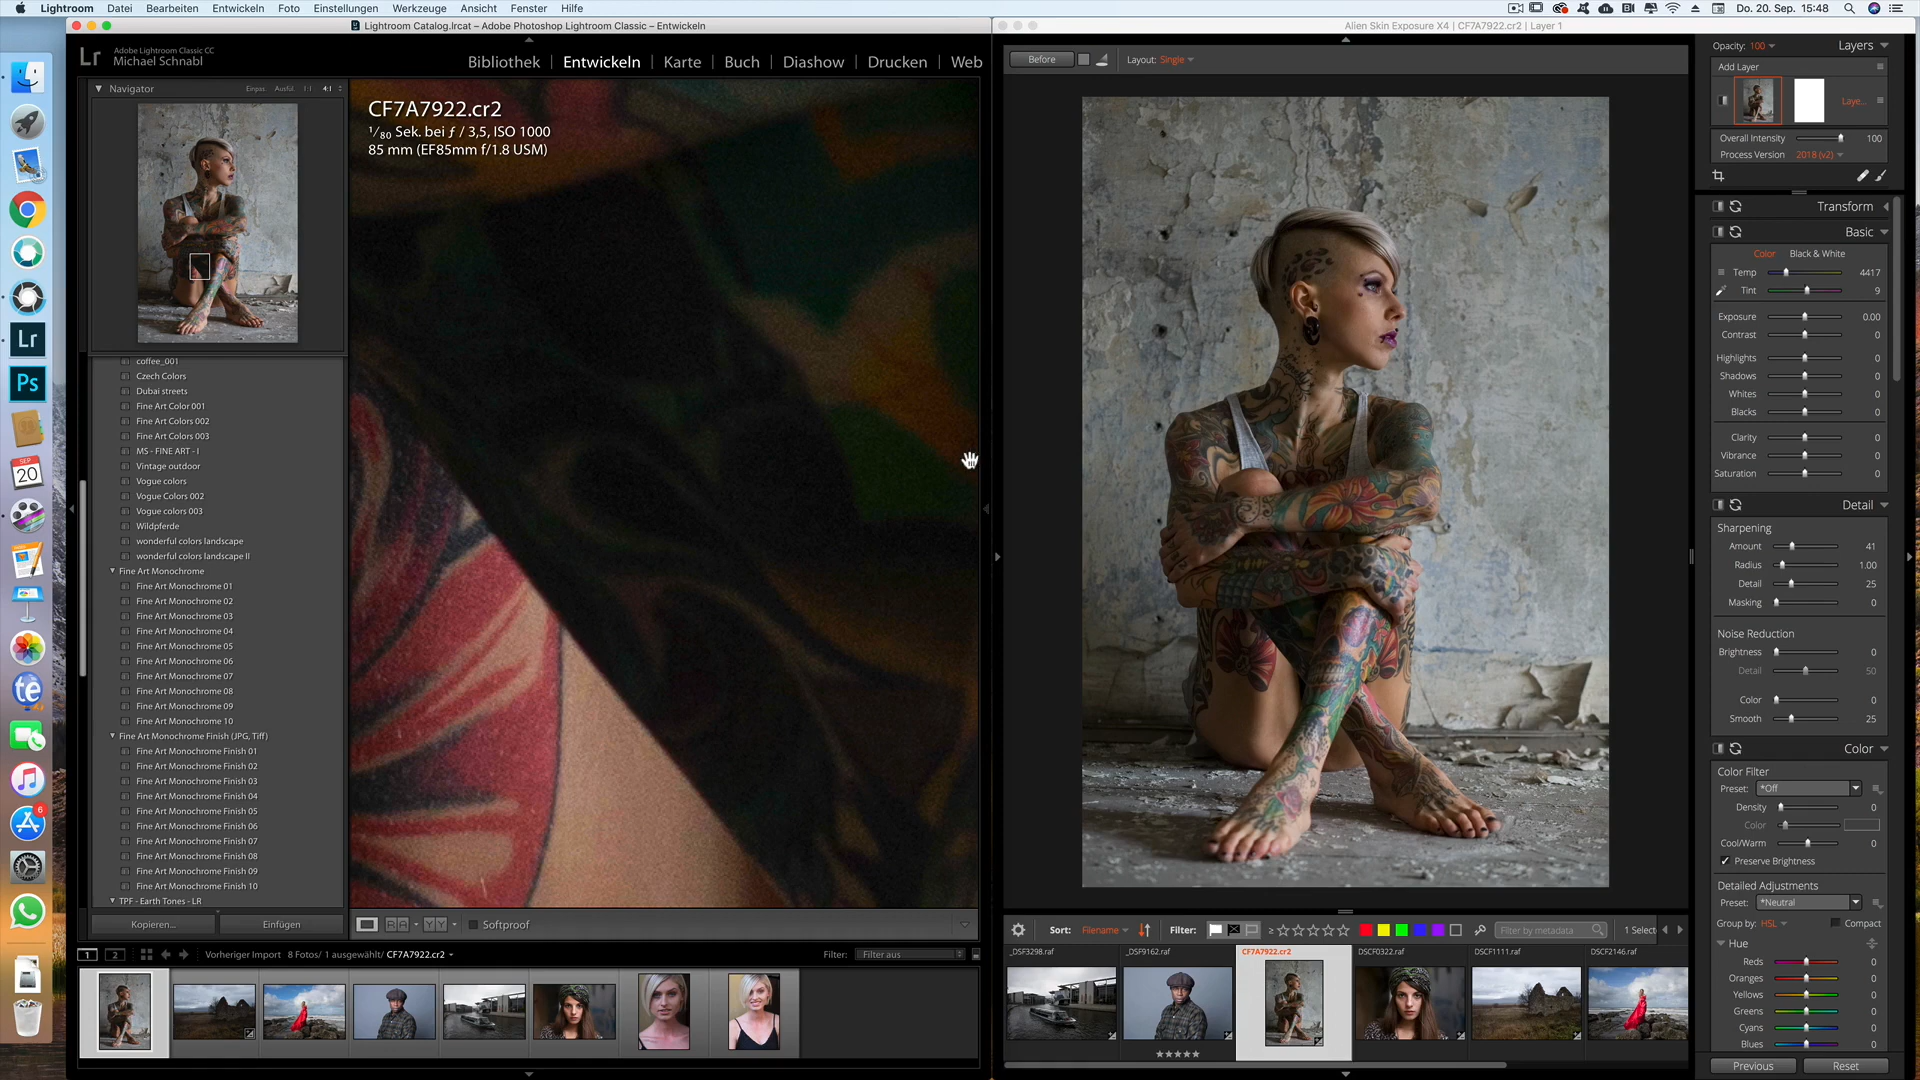 Lightroom Datei Bearbeiten Entwickeln Foto Einstellungen Werkzeuge Ansicht Fenster Hilfe
Do. 20. Sep. 15:48
Lightroom Catalog.lrcat – Adobe Photoshop Lightroom Classic – Entwickeln
Lr
Adobe Lightroom Classic CC
Michael Schnabl
Bibliothek Entwickeln Karte Buch Diashow Drucken Web
Navigator
Einpas. Ausfül. 1:1 4:1
CF7A7922.cr2
1/80 Sek. bei ƒ / 3,5, ISO 1000
85 mm (EF85mm f/1.8 USM)
coffee_001
Czech Colors
Dubai streets
Fine Art Color 001
Fine Art Colors 002
Fine Art Colors 003
MS - FINE ART - I
Vintage outdoor
Vogue colors
Vogue Colors 002
Vogue colors 003
Wildpferde
wonderful colors landscape
wonderful colors landscape II
Fine Art Monochrome
Fine Art Monochrome 01
Fine Art Monochrome 02
Fine Art Monochrome 03
Fine Art Monochrome 04
Fine Art Monochrome 05
Fine Art Monochrome 06
Fine Art Monochrome 07
Fine Art Monochrome 08
Fine Art Monochrome 09
Fine Art Monochrome 10
Fine Art Monochrome Finish (JPG, Tiff)
Fine Art Monochrome Finish 01
Fine Art Monochrome Finish 02
Fine Art Monochrome Finish 03
Fine Art Monochrome Finish 04
Fine Art Monochrome Finish 05
Fine Art Monochrome Finish 06
Fine Art Monochrome Finish 07
Fine Art Monochrome Finish 08
Fine Art Monochrome Finish 09
Fine Art Monochrome Finish 10
TPF - Earth Tones - LR
Kopieren... Einfügen
Softproof
1 2 Vorheriger Import 8 Fotos/ 1 ausgewählt/ CF7A7922.cr2
Filter: Filter aus
Lr
Ps
SEP
20
te
6
Alien Skin Exposure X4 | CF7A7922.cr2 | Layer 1
Before Layout: Single
Sort: Filename Filter: Filter by metadata 1 Select
_DSF3298.raf _DSF9162.raf CF7A7922.cr2 DSCF0322.raf DSCF1111.raf DSCF2146.raf
Opacity: 100 Layers
Add Layer
Laye...
Overall Intensity 100
Process Version 2018 (v2)
Transform
Basic
Color Black & White
Temp 4417
Tint 9
Exposure 0.00
Contrast 0
Highlights 0
Shadows 0
Whites 0
Blacks 0
Clarity 0
Vibrance 0
Saturation 0
Detail
Sharpening
Amount 41
Radius 1.00
Detail 25
Masking 0
Noise Reduction
Brightness 0
Detail 50
Color 0
Smooth 25
Color
Color Filter
Preset: *Off
Density 0
Color
Cool/Warm 0
Preserve Brightness
Detailed Adjustments
Preset: *Neutral
Group by: HSL Compact
Hue
Reds 0
Oranges 0
Yellows 0
Greens 0
Cyans 0
Blues 0
Previous Reset